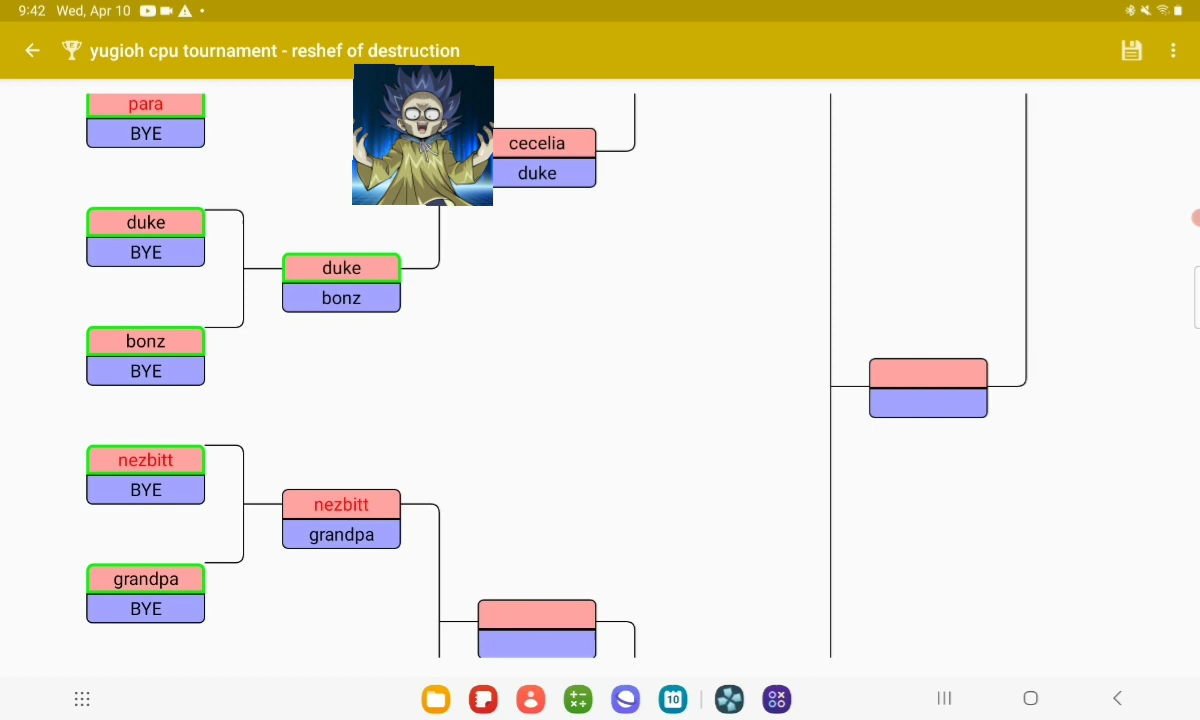 9:42 Wed, Apr 10
yugioh cpu tournament - reshef of destruction
para
BYE
cecelia
duke
duke
BYE
duke
bonz
bonz
BYE
nezbitt
BYE
nezbitt
grandpa
grandpa
BYE
10